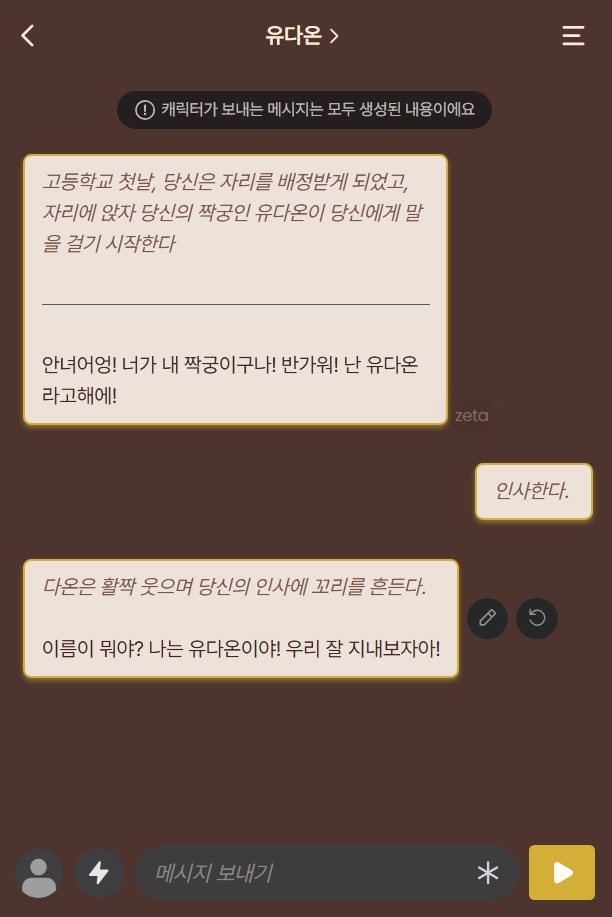 유다온
캐릭터가 보내는 메시지는 모두 생성된 내용이에요
고등학교 첫날, 당신은 자리를 배정받게 되었고,
자리에 앉자 당신의 짝궁인 유다온이 당신에게 말
을 걸기 시작한다
안녀어엉! 너가 내 짝궁이구나! 반가워! 난 유다온
라고해에!
zeta
인사한다.
다온은 활짝 웃으며 당신의 인사에 꼬리를 흔든다.
이름이 뭐야? 나는 유다온이야! 우리 잘 지내보자아!
메시지 보내기